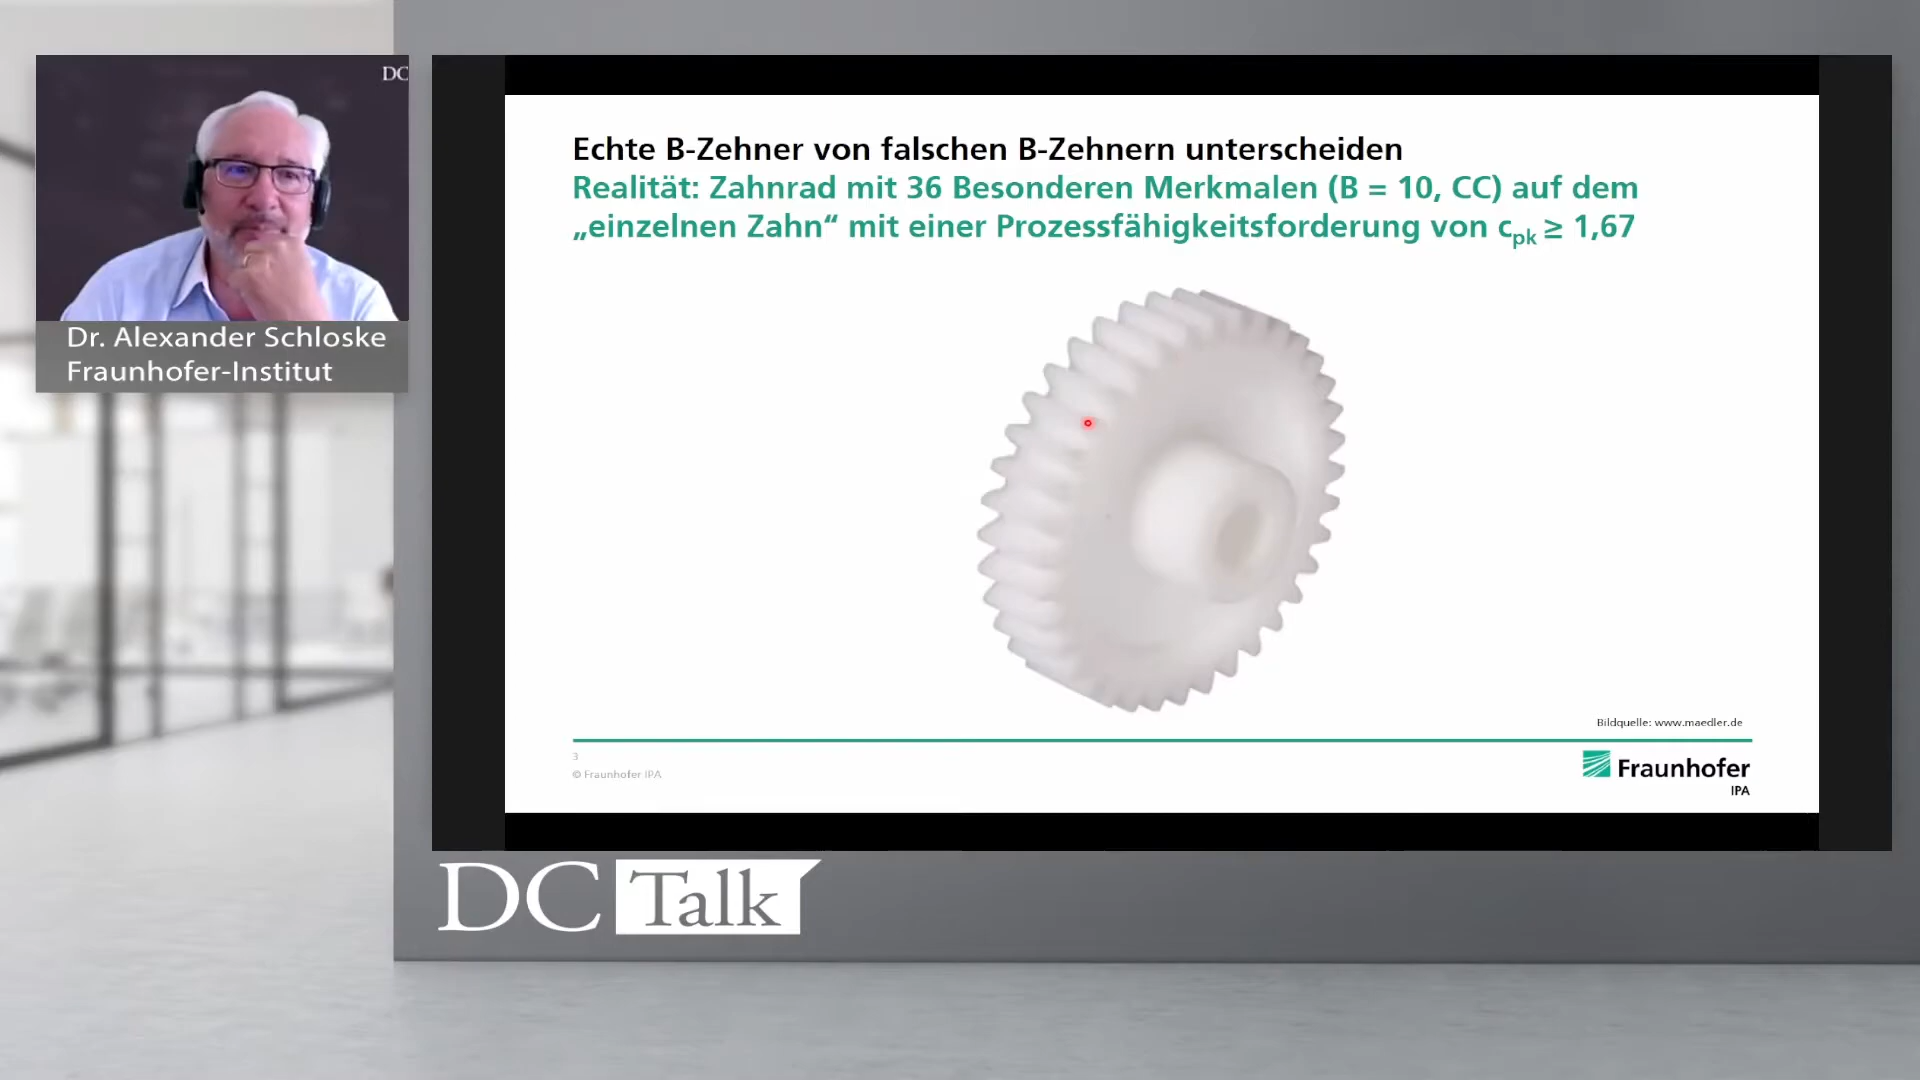 DC
Dr. Alexander Schloske
Fraunhofer-Institut
Echte B-Zehner von falschen B-Zehnern unterscheiden
Realität: Zahnrad mit 36 Besonderen Merkmalen (B = 10, CC) auf dem
„einzelnen Zahn“ mit einer Prozessfähigkeitsforderung von cpk ≥ 1,67
Bildquelle: www.maedler.de
3
© Fraunhofer IPA
Fraunhofer
IPA
DC Talk